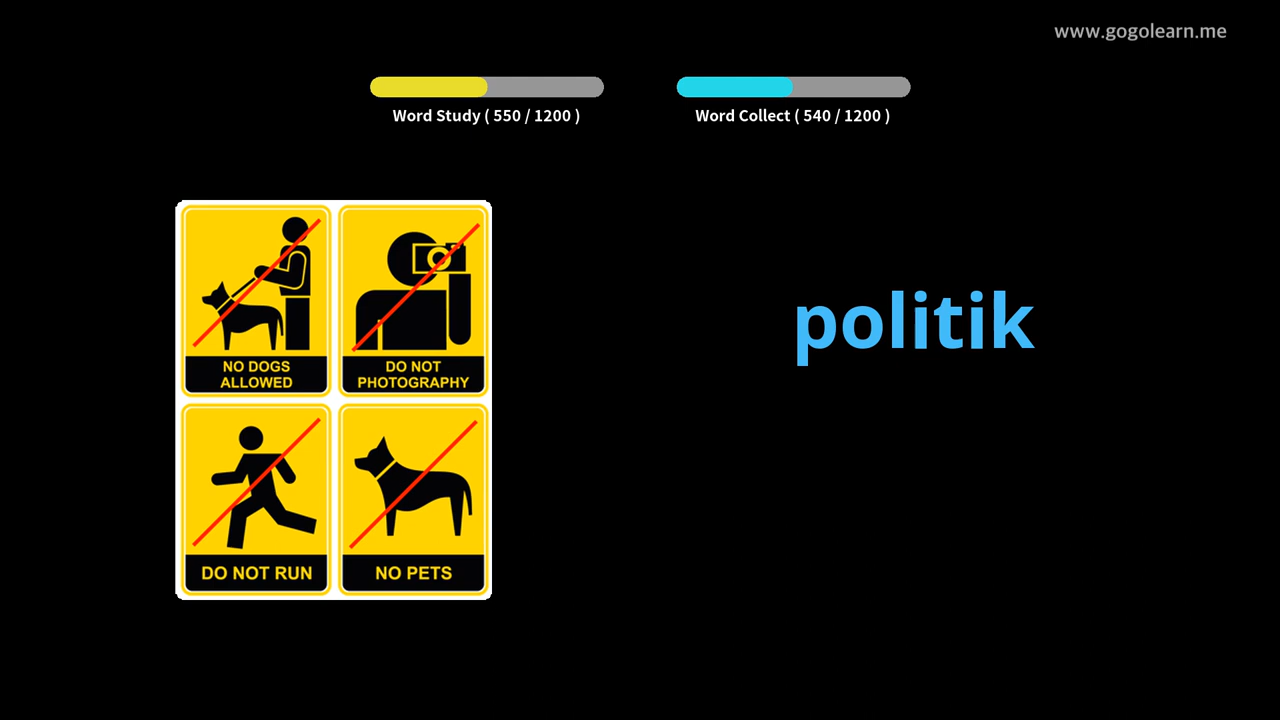 www.gogolearn.me
Word Study ( 550 / 1200 )
Word Collect ( 540 / 1200 )
NO DOGS
ALLOWED
DO NOT
PHOTOGRAPHY
politik
DO NOT RUN
NO PETS